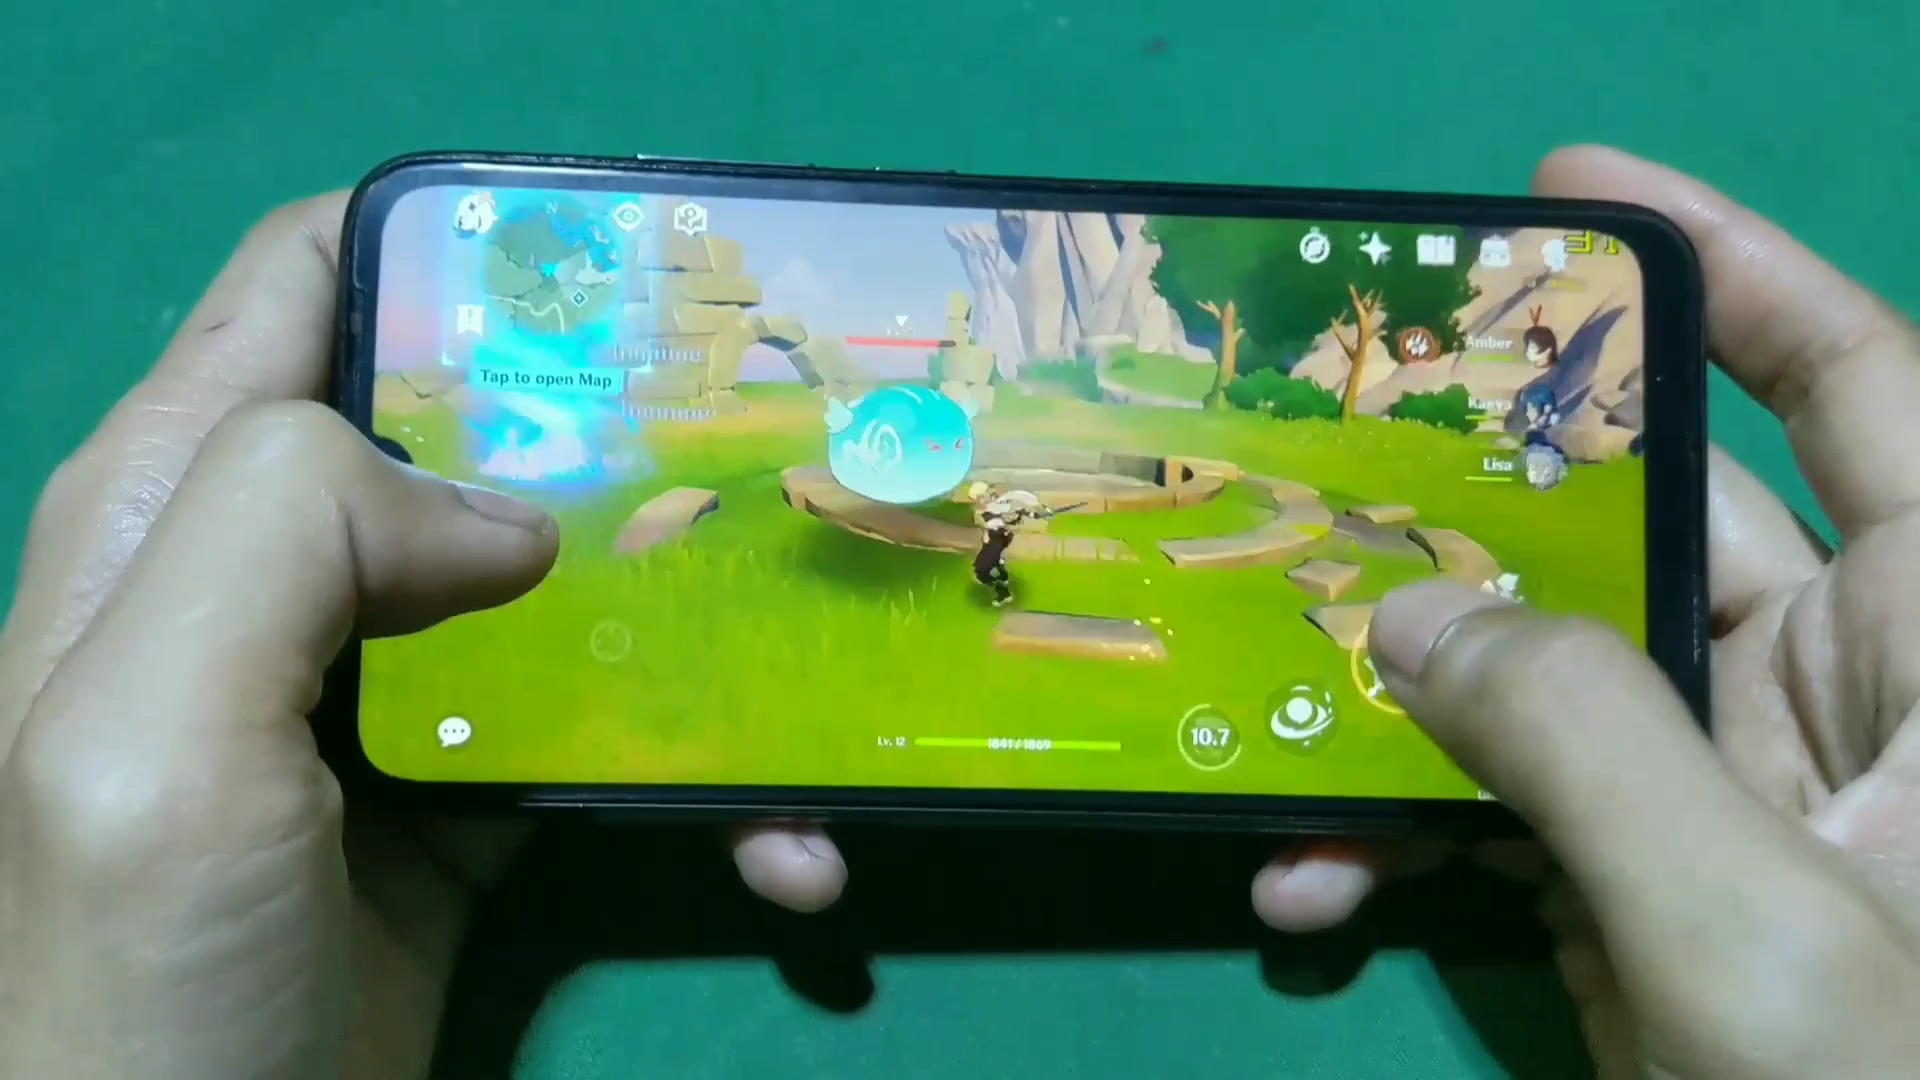 N
Tap to open Map
Amber
Kaeya
Lisa
Lv. 12
1841 / 1869
10.7